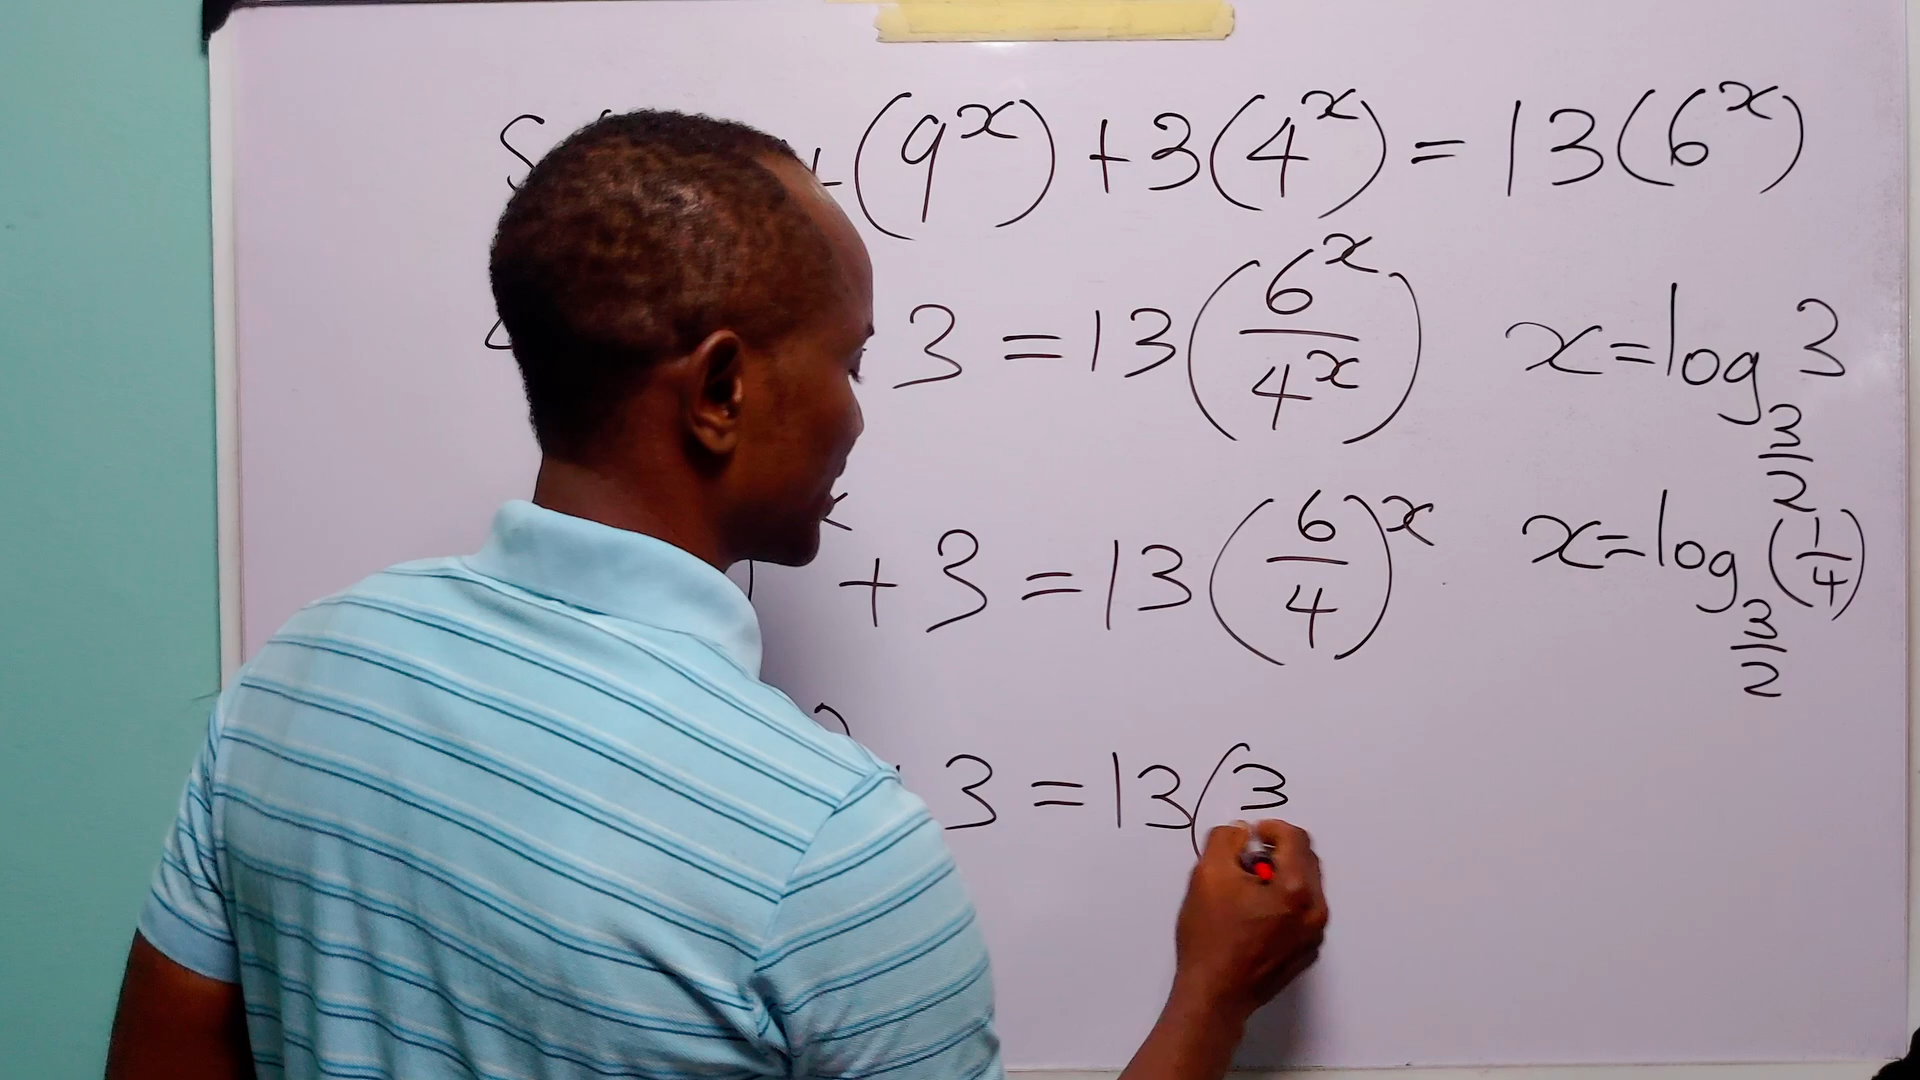 (9^x) + 3(4^x) = 13(6^x)
3 = 13(6^x/4^x)
x = log_{3/2} 3
+ 3 = 13(6/4)^x
x = log_{3/2} (1/4)
3 = 13(3